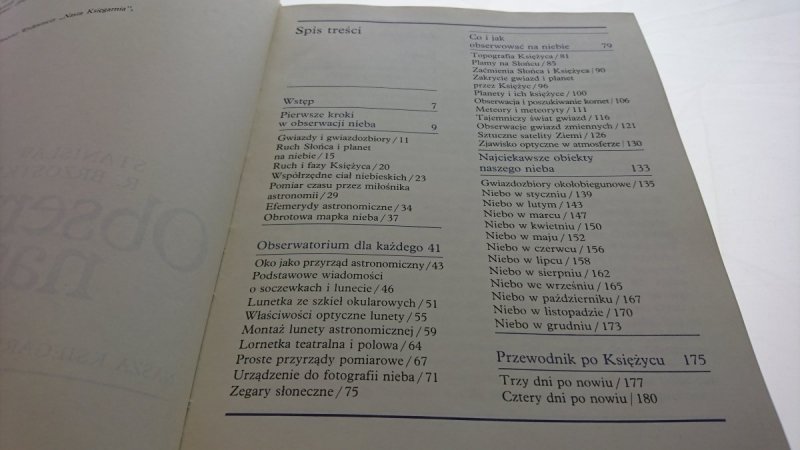 "Nasza Księgarnia",
Spis treści
Wstęp 7
Pierwsze kroki
w obserwacji nieba 9
Gwiazdy i gwiazdozbiory/11
Ruch Słońca i planet
na niebie/15
Ruch i fazy Księżyca/20
Współrzędne ciał niebieskich/23
Pomiar czasu przez miłośnika
astronomii/29
Efemerydy astronomiczne/34
Obrotowa mapka nieba/37
Obserwatorium dla każdego 41
Oko jako przyrząd astronomiczny/43
Podstawowe wiadomości
o soczewkach i lunecie/46
Lunetka ze szkieł okularowych/51
Właściwości optyczne lunety/55
Montaż lunety astronomicznej/59
Lornetka teatralna i polowa/64
Proste przyrządy pomiarowe/67
Urządzenie do fotografii nieba/71
Zegary słoneczne/75
Co i jak
obserwować na niebie 79
Topografia Księżyca/81
Plamy na Słońcu/85
Zaćmienia Słońca i Księżyca/90
Zakrycie gwiazd i planet
przez Księżyc/96
Planety i ich księżyce/100
Obserwacja i poszukiwanie komet/106
Meteory i meteoryty/111
Tajemniczy świat gwiazd/116
Obserwacje gwiazd zmiennych/121
Sztuczne satelity Ziemi/126
Zjawisko optyczne w atmosferze/130
Najciekawsze obiekty
naszego nieba 133
Gwiazdozbiory okołobiegunowe/135
Niebo w styczniu/139
Niebo w lutym/143
Niebo w marcu/147
Niebo w kwietniu/150
Niebo w maju/152
Niebo w czerwcu/156
Niebo w lipcu/158
Niebo w sierpniu/162
Niebo we wrześniu/165
Niebo w październiku/167
Niebo w listopadzie/170
Niebo w grudniu/173
Przewodnik po Księżycu 175
Trzy dni po nowiu/177
Cztery dni po nowiu/180